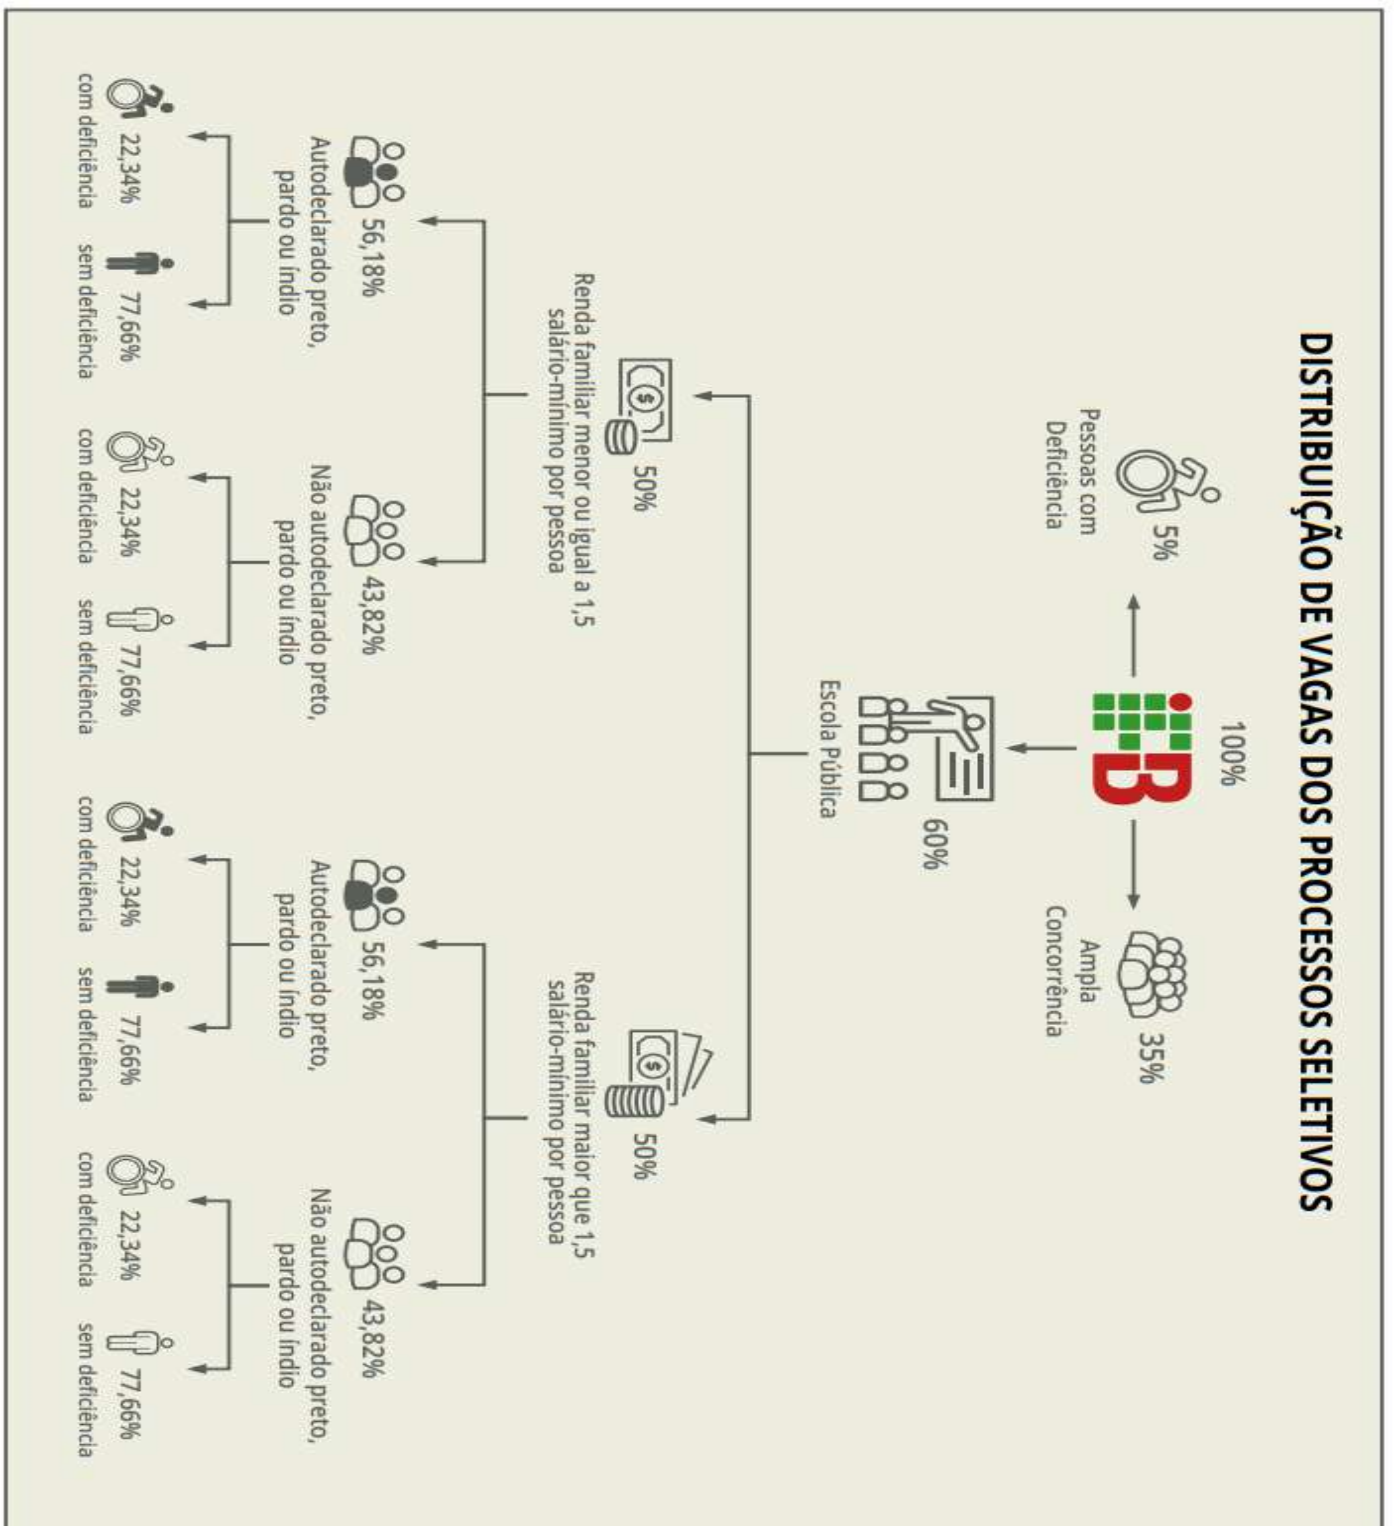 DISTRIBUIÇÃO DE VAGAS DOS PROCESSOS SELETIVOS
100%
5%
Pessoas com
Deficiência
iB
35%
Ampla
Concorrência
60%
Escola Pública
50%
Renda familiar menor ou igual a 1,5
salário-mínimo por pessoa
50%
Renda familiar maior que 1,5
salário-mínimo por pessoa
56,18%
Autodeclarado preto,
pardo ou índio
43,82%
Não autodeclarado preto,
pardo ou índio
56,18%
Autodeclarado preto,
pardo ou índio
43,82%
Não autodeclarado preto,
pardo ou índio
22,34%
com deficiência
77,66%
sem deficiência
22,34%
com deficiência
77,66%
sem deficiência
22,34%
com deficiência
77,66%
sem deficiência
22,34%
com deficiência
77,66%
sem deficiência